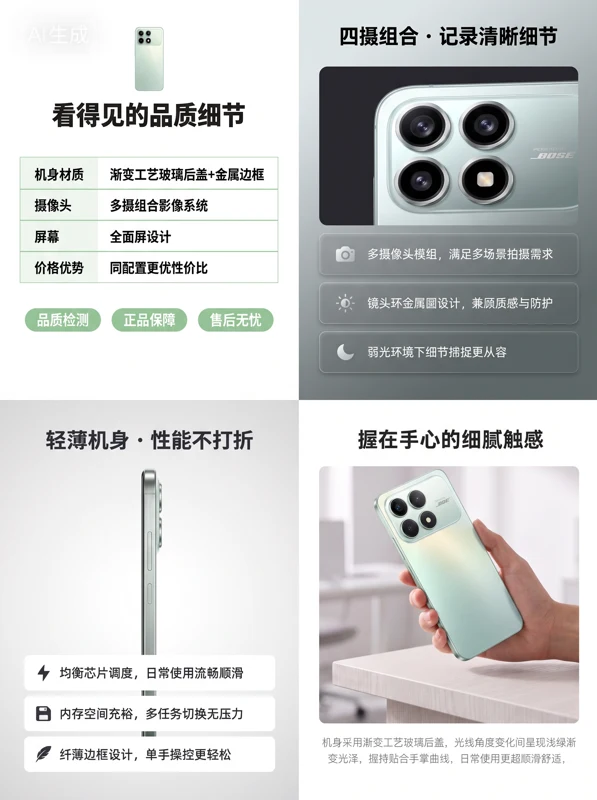 AI生成
看得见的品质细节
机身材质 渐变工艺玻璃后盖+金属边框
摄像头 多摄组合影像系统
屏幕 全面屏设计
价格优势 同配置更优性价比
品质检测 正品保障 售后无忧
四摄组合·记录清晰细节
BOSE
多摄像头模组，满足多场景拍摄需求
镜头环金属圆设计，兼顾质感与防护
弱光环境下细节捕捉更从容
轻薄机身·性能不打折
均衡芯片调度，日常使用流畅顺滑
内存空间充裕，多任务切换无压力
纤薄边框设计，单手操控更轻松
握在手心的细腻触感
BOSE
机身采用渐变工艺玻璃后盖，光线角度变化间呈现浅绿渐
变光泽，握持贴合手掌曲线，日常使用更超顺滑舒适，